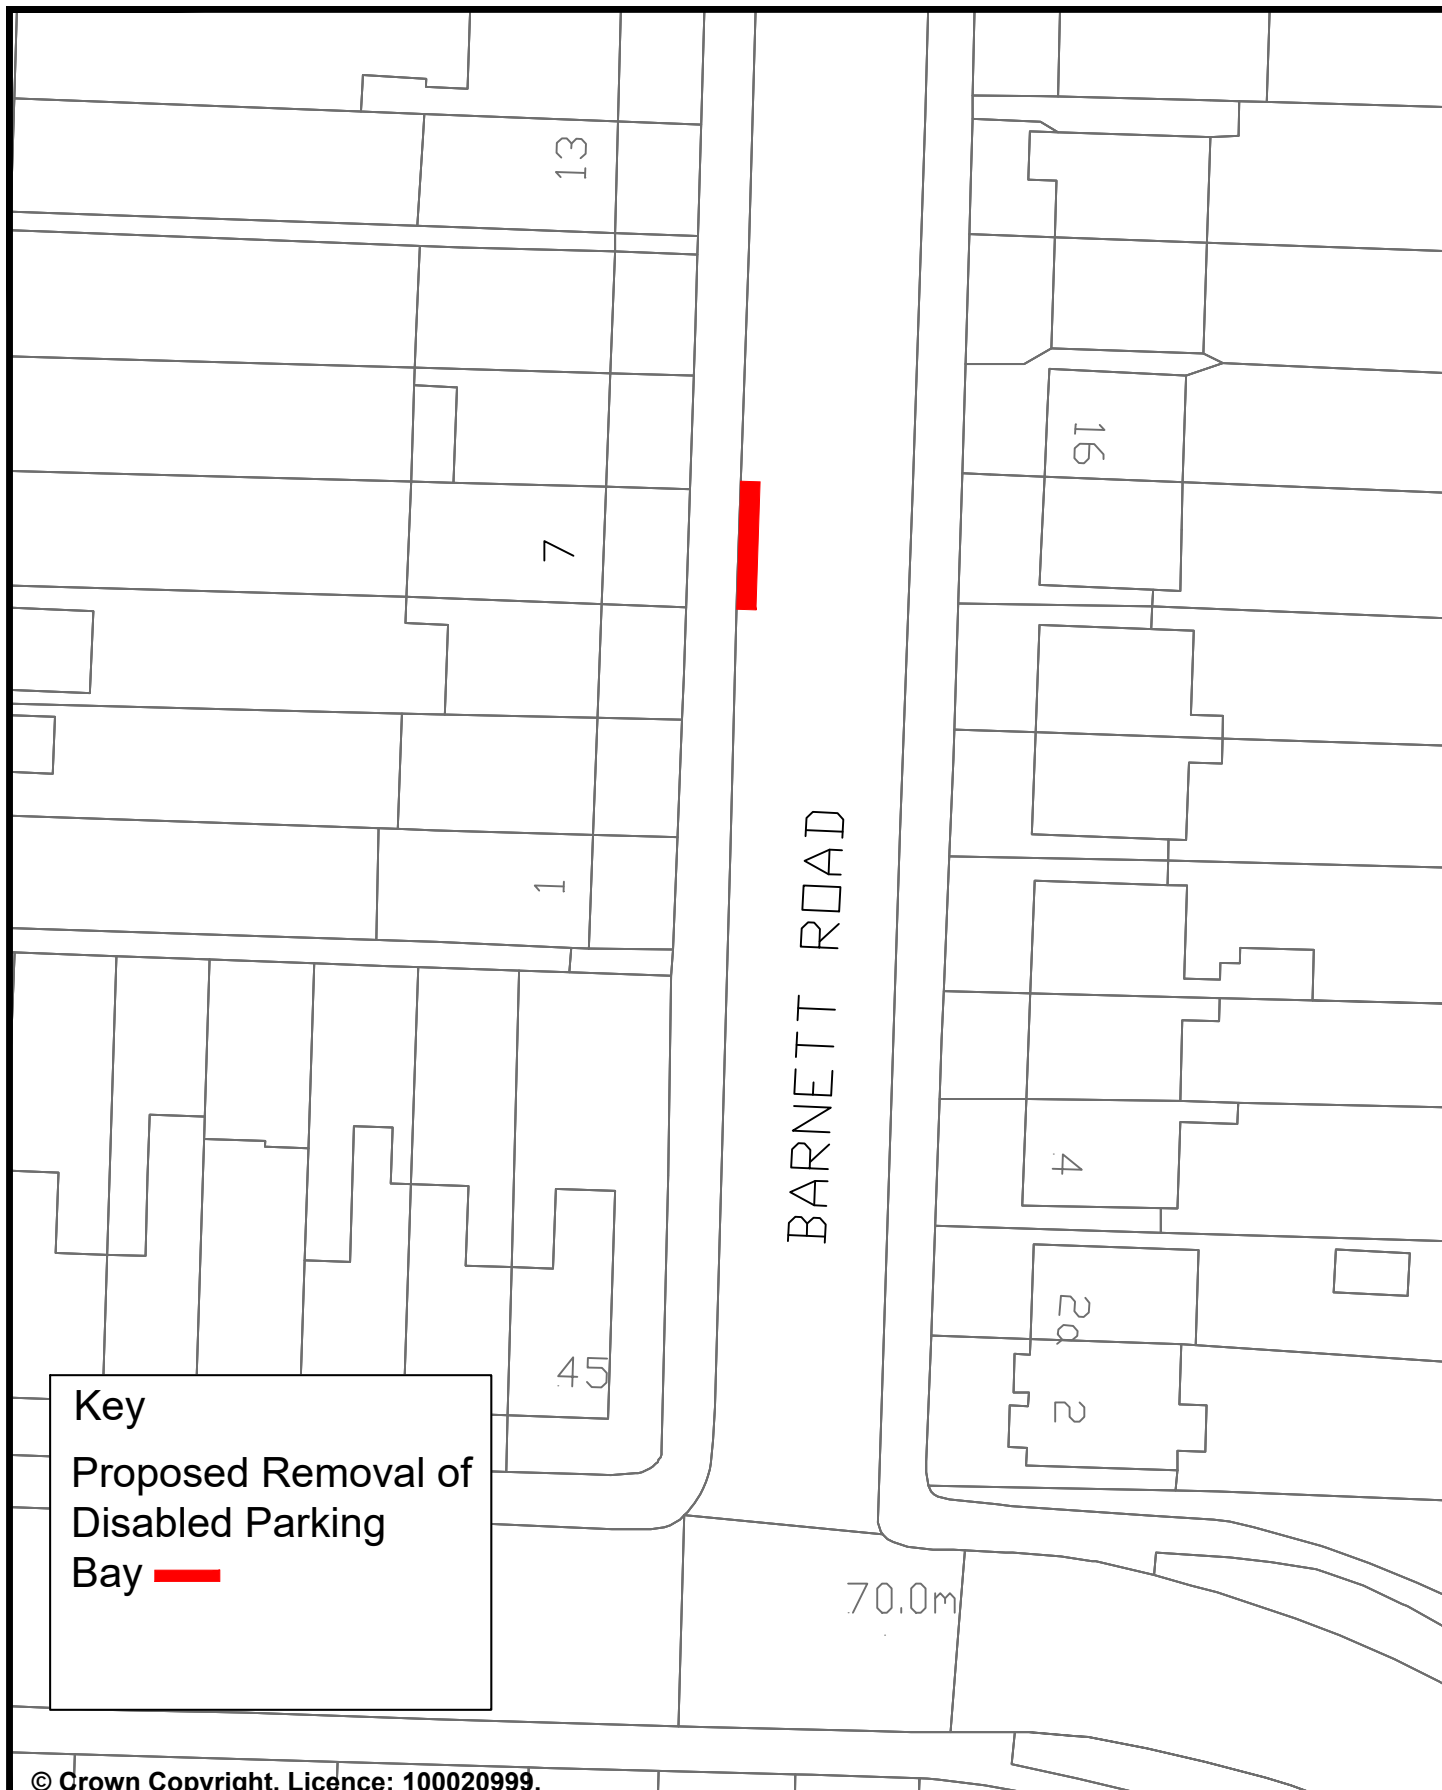 13
16
7
BARNETT ROAD
1
4
2a
45
2
Key
Proposed Removal of
Disabled Parking
Bay
70.0m
© Crown Copyright. Licence: 100020999.